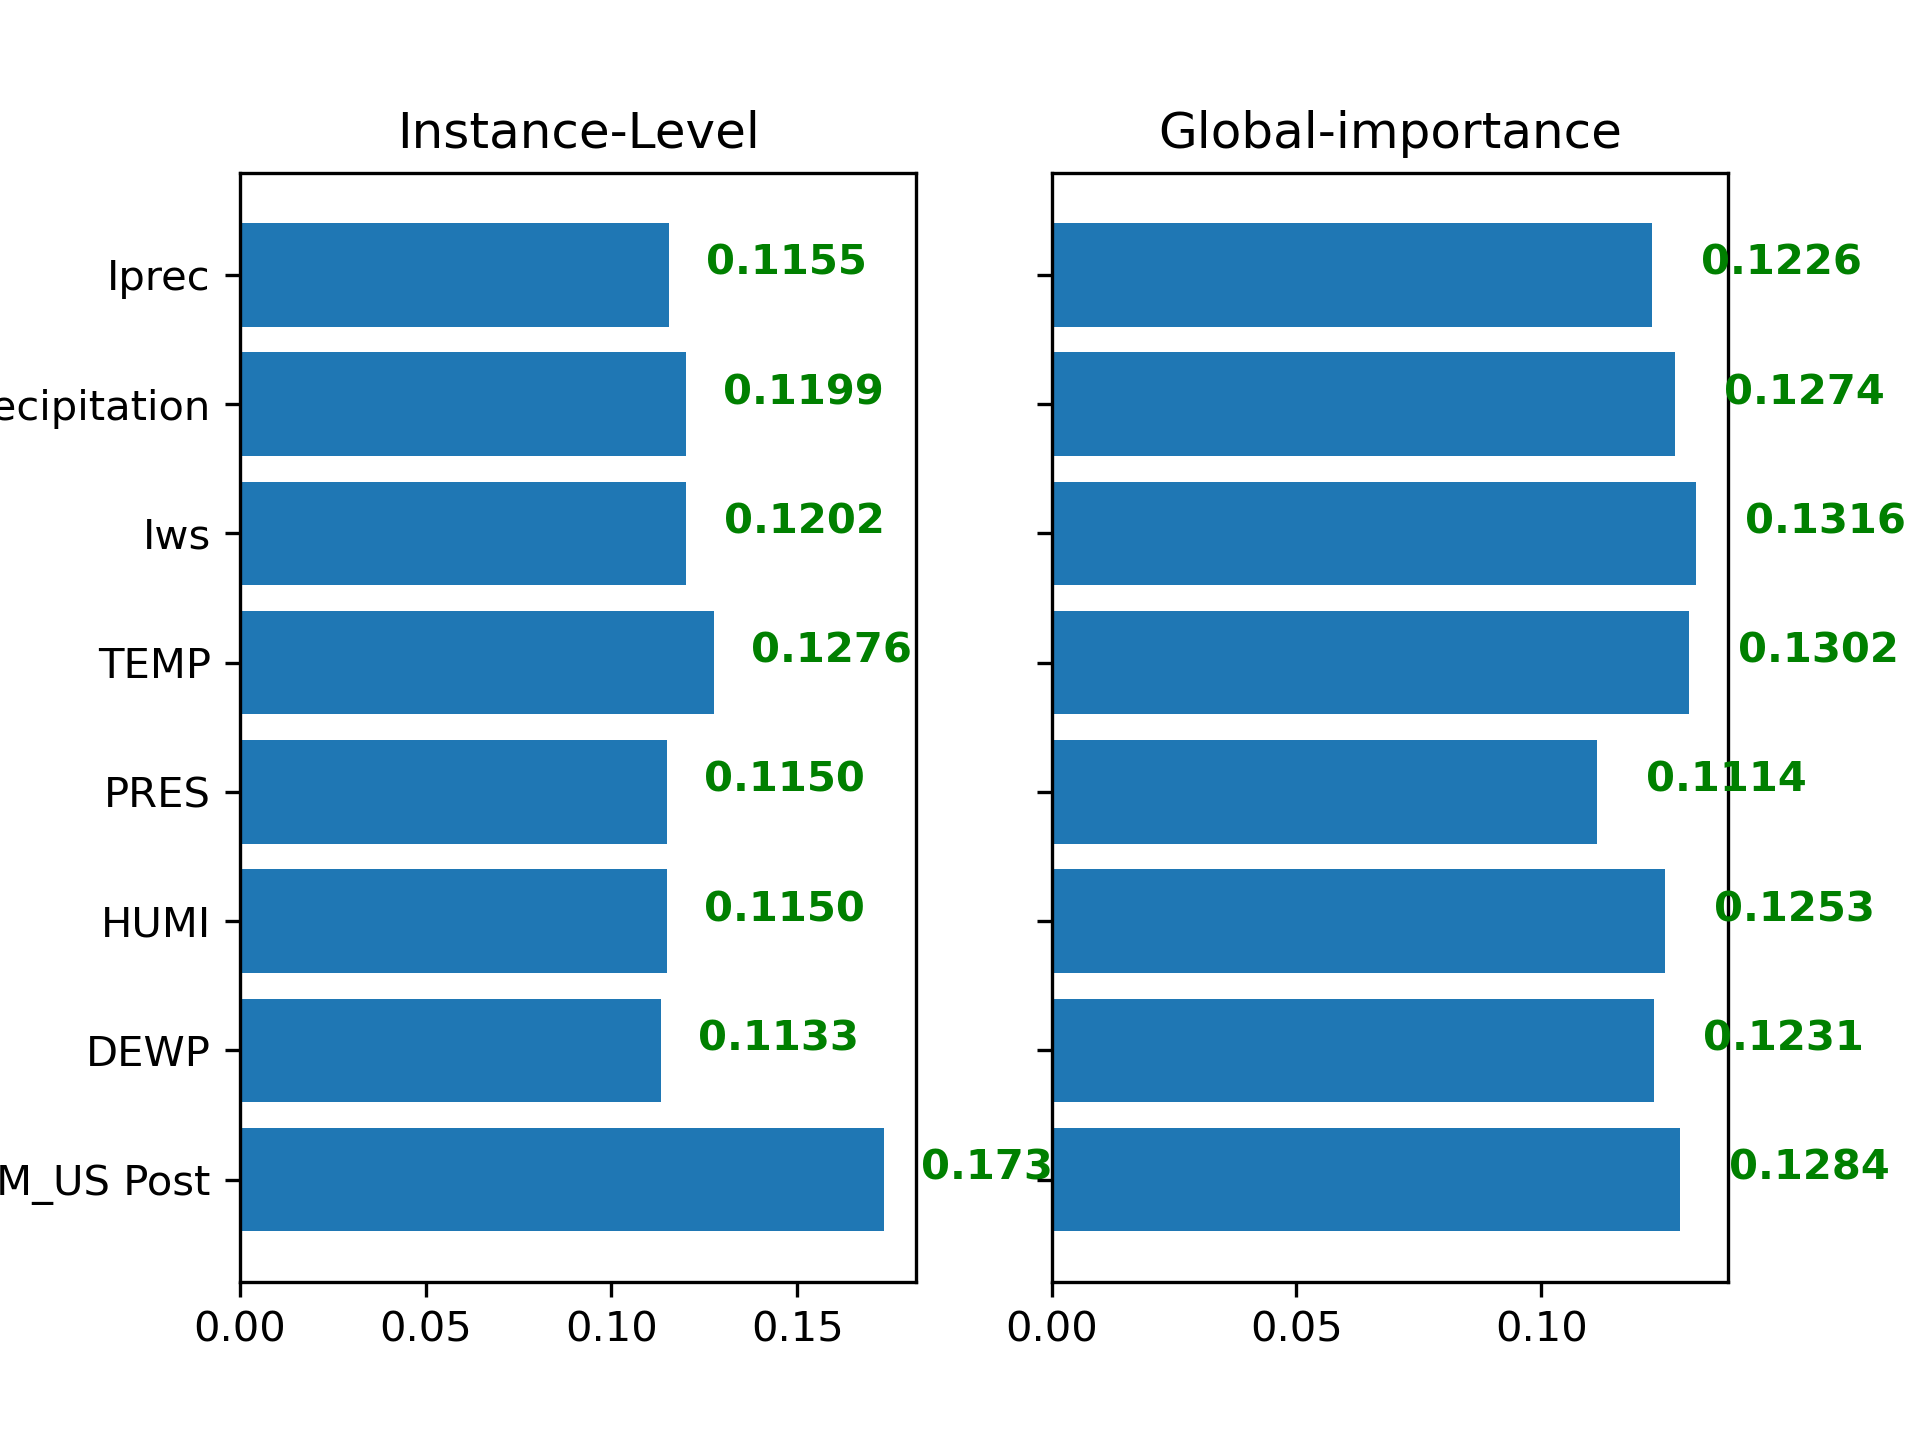 Instance-Level Global-importance
Iprec 0.1155 0.1226
ecipitation 0.1199 0.1274
Iws 0.1202 0.1316
TEMP 0.1276 0.1302
PRES 0.1150 0.1114
HUMI 0.1150 0.1253
DEWP 0.1133 0.1231
M_US Post 0.173 0.1284
0.00 0.05 0.10 0.15 0.00 0.05 0.10